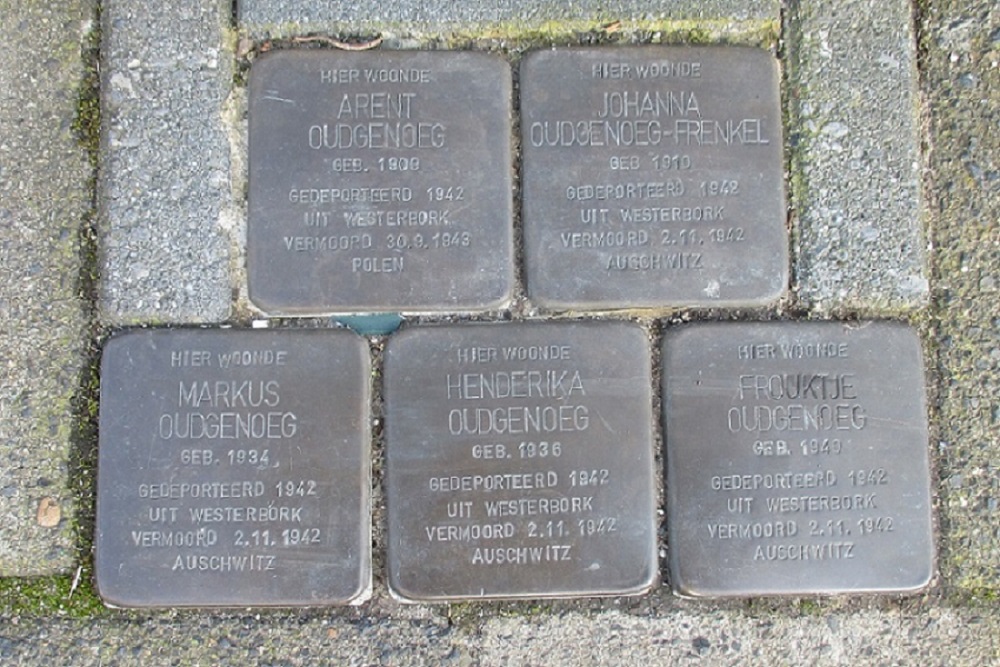 HIER WOONDE
ARENT
OUDGENOEG
GEB. 1909
GEDEPORTEERD 1942
UIT WESTERBORK
VERMOORD 30.9.1943
POLEN
HIER WOONDE
JOHANNA
OUDGENOEG-FRENKEL
GEB 1910
GEDEPORTEERD 1942
UIT WESTERBORK
VERMOORD 2.11.1942
AUSCHWITZ
HIER WOONDE
MARKUS
OUDGENOEG
GEB. 1934
GEDEPORTEERD 1942
UIT WESTERBORK
VERMOORD 2.11.1942
AUSCHWITZ
HIER WOONDE
HENDERIKA
OUDGENOEG
GEB. 1936
GEDEPORTEERD 1942
UIT WESTERBORK
VERMOORD 2.11.1942
AUSCHWITZ
HIER WOONDE
FROUKTJE
OUDGENOEG
GEB. 1940
GEDEPORTEERD 1942
UIT WESTERBORK
VERMOORD 2.11.1942
AUSCHWITZ